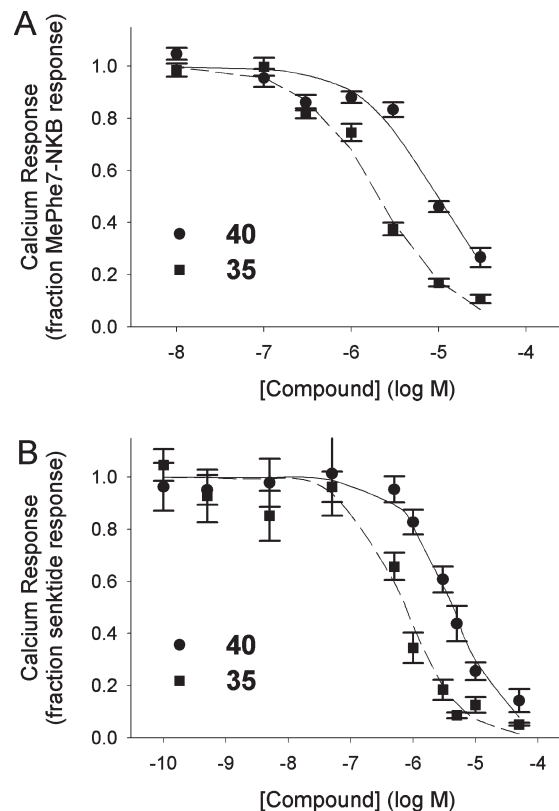 A
Calcium Response
(fraction MePhe7-NKB response)
1.0
0.8
0.6
0.4
0.2
0.0
40
35
-8 -7 -6 -5 -4
[Compound] (log M)
B
Calcium Response
(fraction senktide response)
1.0
0.8
0.6
0.4
0.2
0.0
40
35
-10 -9 -8 -7 -6 -5 -4
[Compound] (log M)